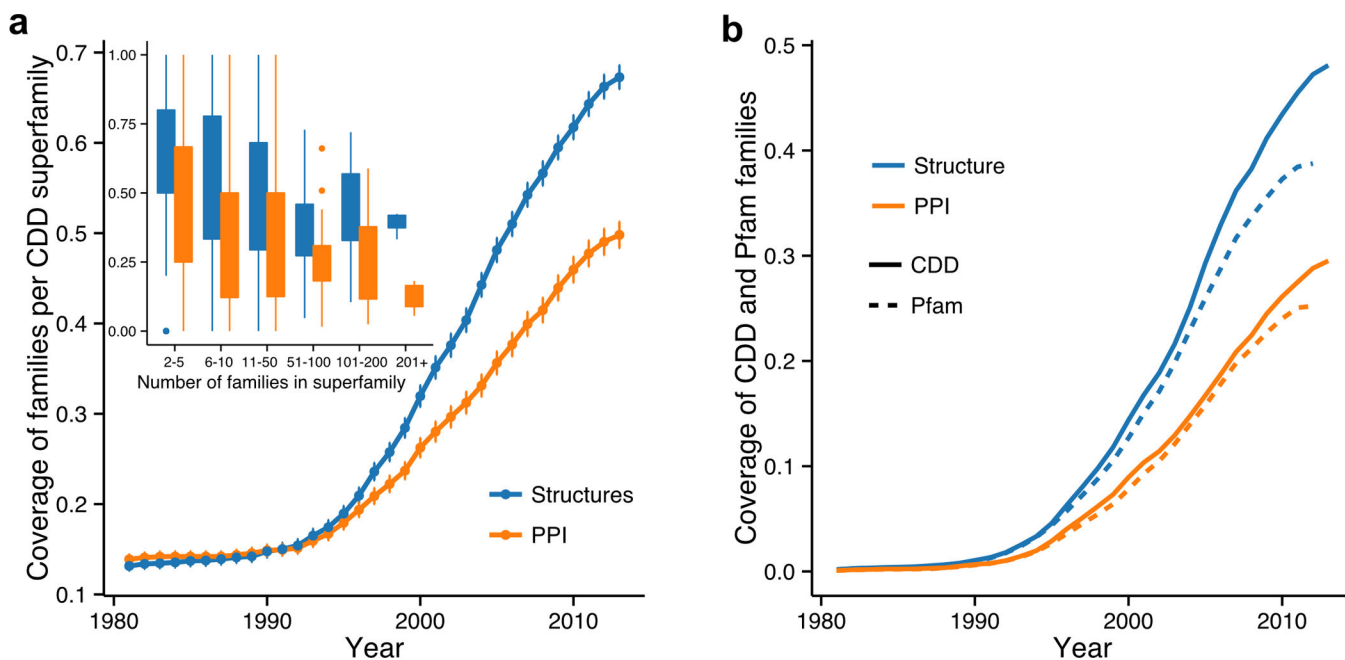 a
Coverage of families per CDD superfamily
0.7
0.6
0.5
0.4
0.3
0.2
0.1
1980
1990
2000
2010
Year
1.00
0.75
0.50
0.25
0.00
2-5
6-10
11-50
51-100
101-200
201+
Number of families in superfamily
Structures
PPI
b
Coverage of CDD and Pfam families
0.5
0.4
0.3
0.2
0.1
0.0
1980
1990
2000
2010
Year
Structure
PPI
CDD
Pfam